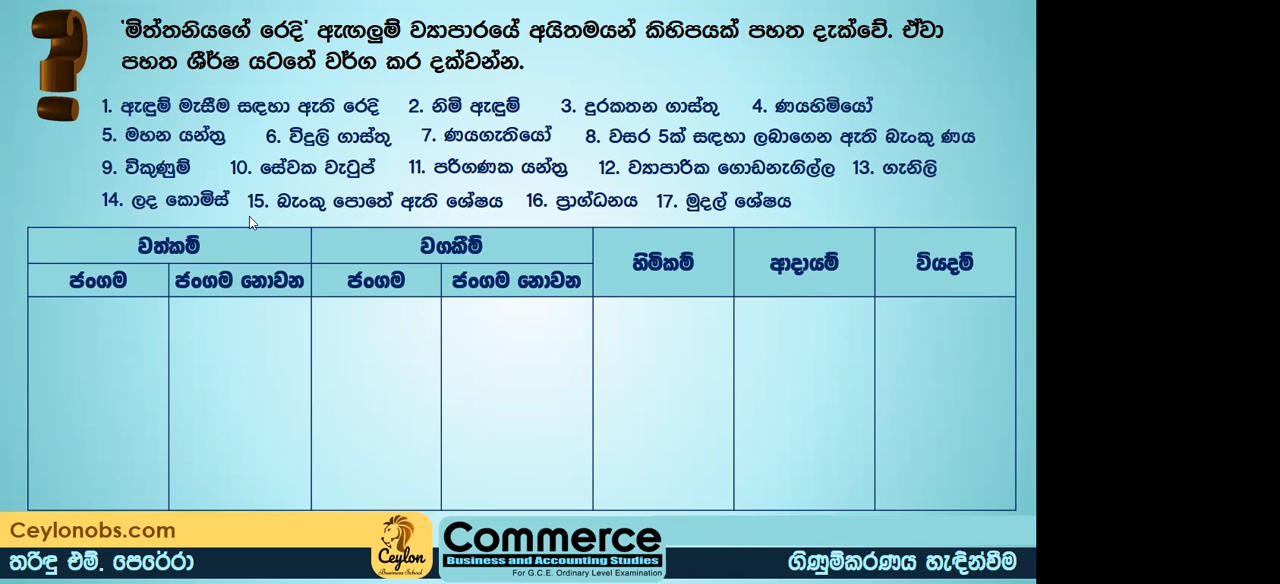 'මිත්තනියගේ රෙදි' ඇඟලුම් ව්‍යාපාරයේ අයිතමයන් කිහිපයක් පහත දැක්වේ. ඒවා
පහත ශීර්ෂ යටතේ වර්ග කර දක්වන්න.
1. ඇඳුම් මැසීම සඳහා ඇති රෙදි 2. නිමි ඇඳුම් 3. දුරකතන ගාස්තු 4. ණයහිමියෝ
5. මහන යන්ත්‍ර 6. විදුලි ගාස්තු 7. ණයගැතියෝ 8. වසර 5ක් සඳහා ලබාගෙන ඇති බැංකු ණය
9. විකුණුම් 10. සේවක වැටුප් 11. පරිගණක යන්ත්‍ර 12. ව්‍යාපාරික ගොඩනැගිල්ල 13. ගැනිලි
14. ලද කොමිස් 15. බැංකු පොතේ ඇති ශේෂය 16. ප්‍රාග්ධනය 17. මුදල් ශේෂය
වත්කම් වගකීම් හිමිකම් ආදායම් වියදම්
ජංගම ජංගම නොවන ජංගම ජංගම නොවන
Ceylonobs.com
තරිඳු එම්. පෙරේරා
Ceylon
Business School
Commerce
Business and Accounting Studies
For G.C.E. Ordinary Level Examination
ගිණුම්කරණය හැඳින්වීම